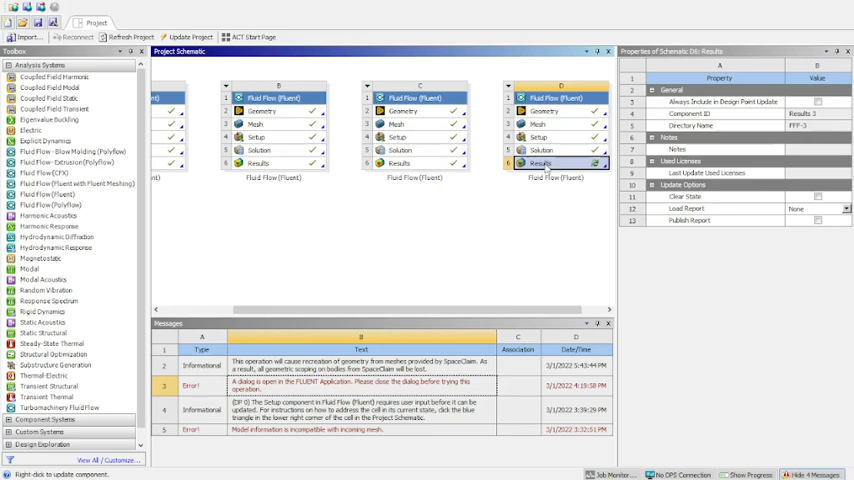 Project
Import...
Reconnect
Refresh Project
Update Project
ACT Start Page
Toolbox
Analysis Systems
Coupled Field Harmonic
Coupled Field Modal
Coupled Field Static
Coupled Field Transient
Eigenvalue Buckling
Electric
Explicit Dynamics
Fluid Flow - Blow Molding (Polyflow)
Fluid Flow - Extrusion (Polyflow)
Fluid Flow (CFX)
Fluid Flow (Fluent with Fluent Meshing)
Fluid Flow (Fluent)
Fluid Flow (Polyflow)
Harmonic Acoustics
Harmonic Response
Hydrodynamic Diffraction
Hydrodynamic Response
Magnetostatic
Modal
Modal Acoustics
Random Vibration
Response Spectrum
Rigid Dynamics
Static Acoustics
Static Structural
Steady-State Thermal
Structural Optimization
Substructure Generation
Thermal-Electric
Transient Structural
Transient Thermal
Turbomachinery Fluid Flow
Component Systems
Custom Systems
Design Exploration
View All / Customize...
Project Schematic
B
1 Fluid Flow (Fluent)
2 Geometry
3 Mesh
4 Setup
5 Solution
6 Results
Fluid Flow (Fluent)
C
1 Fluid Flow (Fluent)
2 Geometry
3 Mesh
4 Setup
5 Solution
6 Results
Fluid Flow (Fluent)
D
1 Fluid Flow (Fluent)
2 Geometry
3 Mesh
4 Setup
5 Solution
6 Results
Fluid Flow (Fluent)
Messages
A B C D
1 Type Text Association Date/Time
2 Informational This operation will cause recreation of geometry from meshes provided by SpaceClaim. As a result, all geometric scoping on bodies from SpaceClaim will be lost. 3/1/2022 5:43:44 PM
3 Error! A dialog is open in the FLUENT Application. Please close the dialog before trying this operation. 3/1/2022 4:19:58 PM
4 Informational (DP 0) The Setup component in Fluid Flow (Fluent) requires user input before it can be updated. For instructions on how to address the cell in its current state, click the blue triangle in the lower right corner of the cell in the Project Schematic. 3/1/2022 3:39:29 PM
5 Error! Model information is incompatible with incoming mesh. 3/1/2022 3:32:51 PM
Properties of Schematic D6: Results
A B
1 Property Value
2 General
3 Always Include in Design Point Update
4 Component ID Results 3
5 Directory Name FFF-3
6 Notes
7 Notes
8 Used Licenses
9 Last Update Used Licenses
10 Update Options
11 Clear State
12 Load Report None
13 Publish Report
Right-click to update component.
Job Monitor...
No DPS Connection
Show Progress
Hide 4 Messages